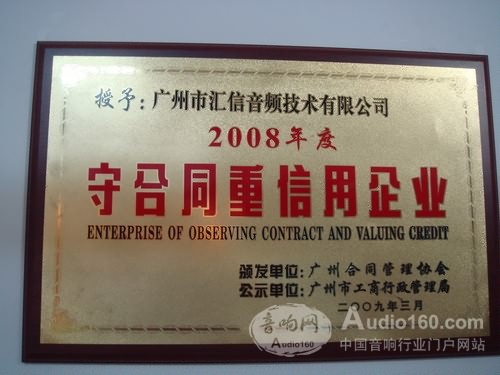 授予：广州市汇信音频技术有限公司
2008年度
守合同重信用企业
ENTERPRISE OF OBSERVING CONTRACT AND VALUING CREDIT
颁发单位：广州合同管理协会
公示单位：广州市工商行政管理局
二〇〇九年三月
音响网
Audio160
Audio160.com
中国音响行业门户网站